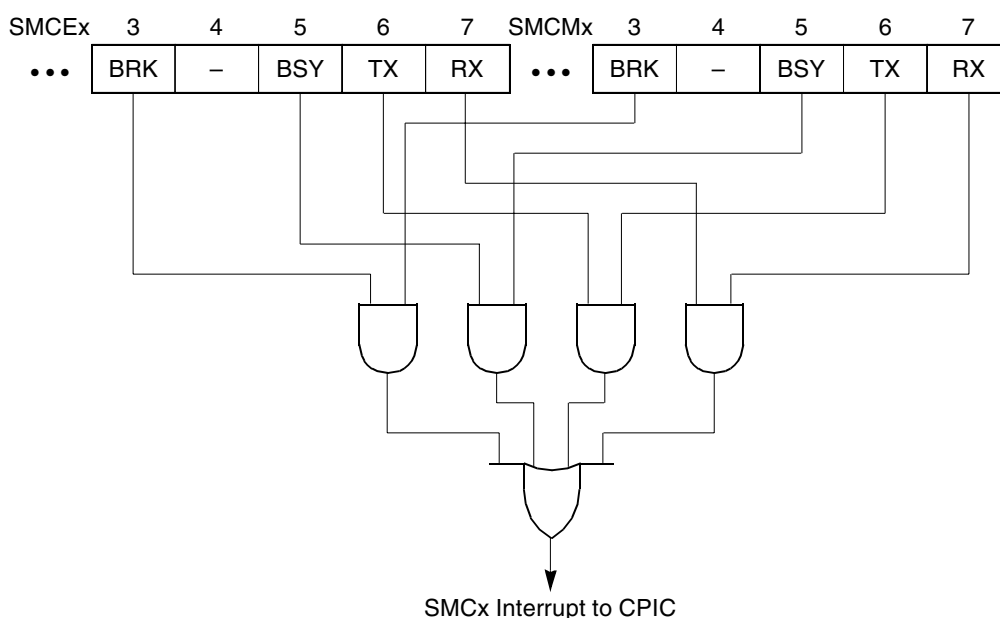 SMCEx 3 4 5 6 7 SMCMx 3 4 5 6 7
••• BRK – BSY TX RX ••• BRK – BSY TX RX
SMCx Interrupt to CPIC